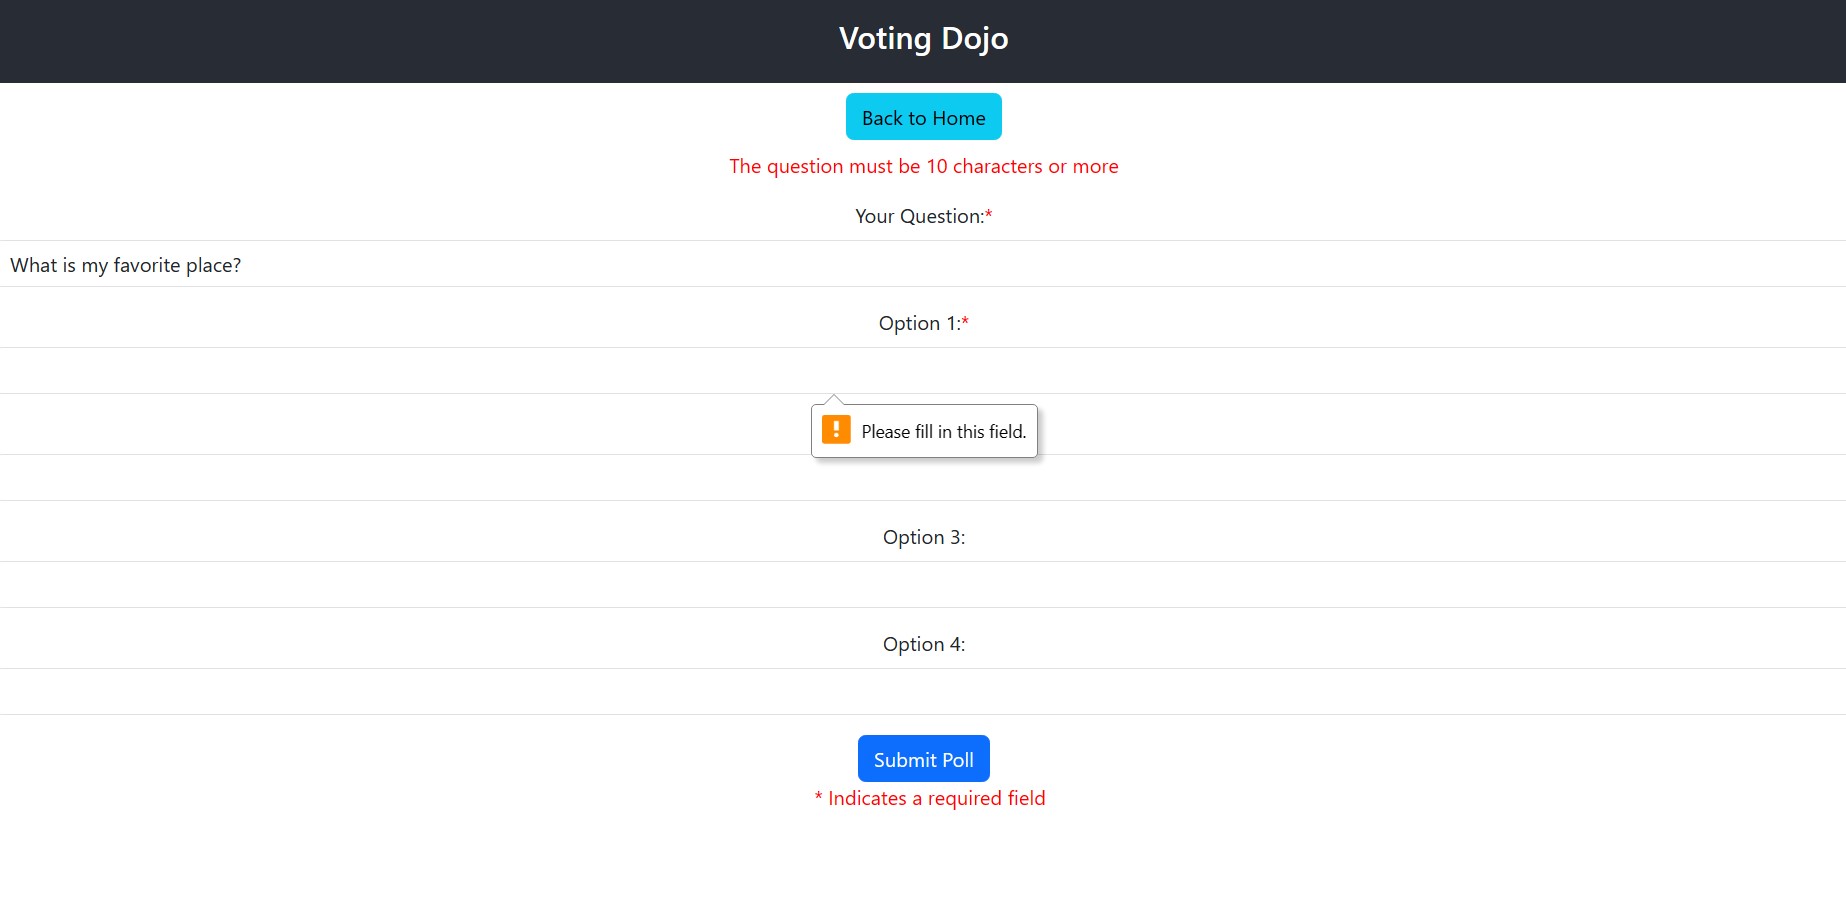 Voting Dojo
Back to Home
The question must be 10 characters or more
Your Question:*
What is my favorite place?
Option 1:*
Please fill in this field.
Option 3:
Option 4:
Submit Poll
* Indicates a required field